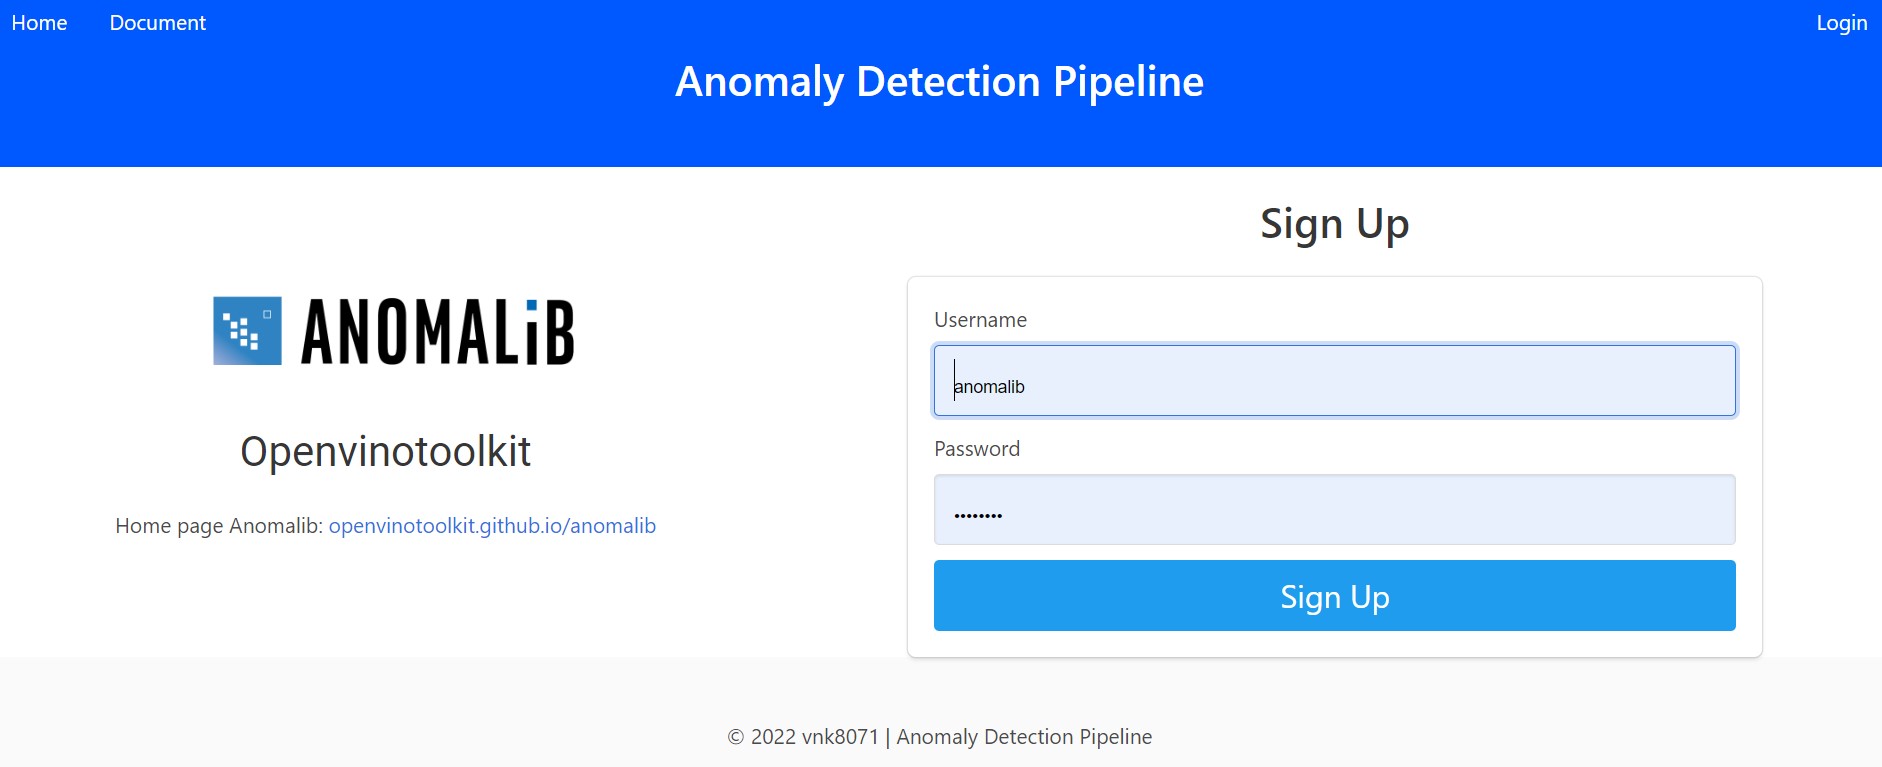 Home
Document
Login
Anomaly Detection Pipeline
ANOMALiB
Openvinotoolkit
Home page Anomalib: openvinotoolkit.github.io/anomalib
Sign Up
Username
anomalib
Password
••••••••
Sign Up
© 2022 vnk8071 | Anomaly Detection Pipeline